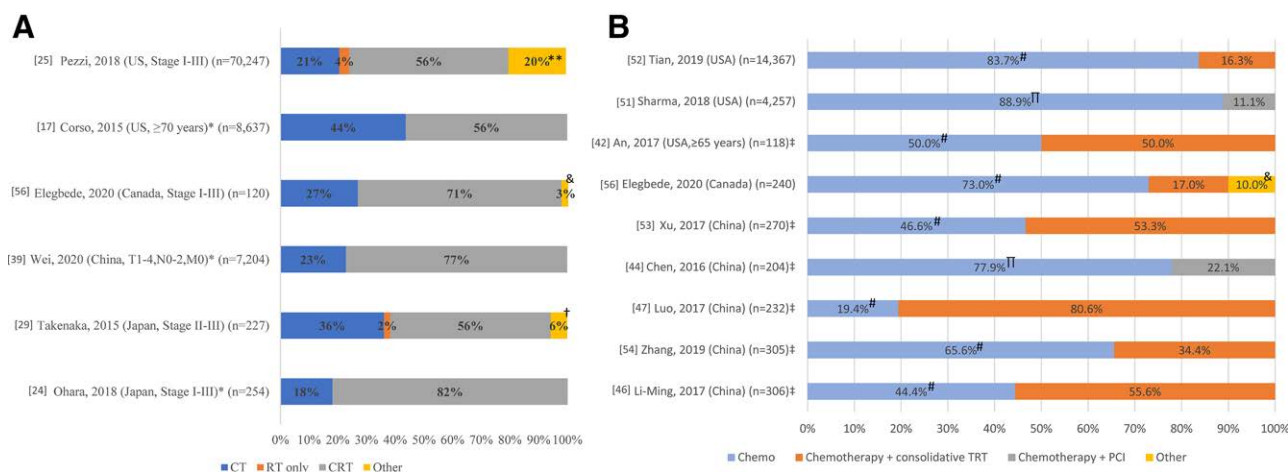 A
[25] Pezzi, 2018 (US, Stage I-III) (n=70,247)
21% 4% 56% 20%**
[17] Corso, 2015 (US, ≥70 years)* (n=8,637)
44% 56%
[56] Elegbede, 2020 (Canada, Stage I-III) (n=120)
27% 71% 3%&
[39] Wei, 2020 (China, T1-4,N0-2,M0)* (n=7,204)
23% 77%
[29] Takenaka, 2015 (Japan, Stage II-III) (n=227)
36% 2% 56% 6%†
[24] Ohara, 2018 (Japan, Stage I-III)* (n=254)
18% 82%
0% 10% 20% 30% 40% 50% 60% 70% 80% 90% 100%
CT RT only CRT Other
B
[52] Tian, 2019 (USA) (n=14,367)
83.7%# 16.3%
[51] Sharma, 2018 (USA) (n=4,257)
88.9%∏ 11.1%
[42] An, 2017 (USA,≥65 years) (n=118)‡
50.0%# 50.0%
[56] Elegbede, 2020 (Canada) (n=240)
73.0%# 17.0% 10.0%&
[53] Xu, 2017 (China) (n=270)‡
46.6%# 53.3%
[44] Chen, 2016 (China) (n=204)‡
77.9%∏ 22.1%
[47] Luo, 2017 (China) (n=232)‡
19.4%# 80.6%
[54] Zhang, 2019 (China) (n=305)‡
65.6%# 34.4%
[46] Li-Ming, 2017 (China) (n=306)‡
44.4%# 55.6%
0% 10% 20% 30% 40% 50% 60% 70% 80% 90% 100%
Chemo Chemotherapy + consolidative TRT Chemotherapy + PCI Other